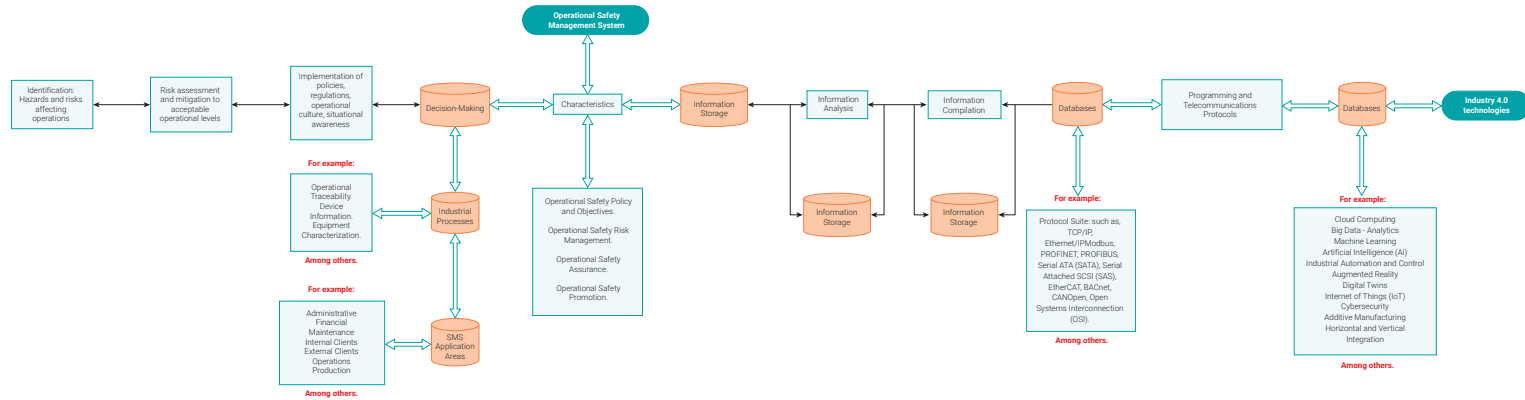 Operational Safety
Management System
Identification:
Hazards and risks
affecting
operations
Risk assessment
and mitigation to
acceptable
operational levels
Implementation of
policies,
regulations,
operational
culture, situational
awareness
Decision-Making
Characteristics
Information
Storage
Information
Analysis
Information
Compilation
Databases
Programming and
Telecommunications
Protocols
Databases
Industry 4.0
technologies
For example:
Operational
Traceability.
Device
Information.
Equipment
Characterization.
Among others.
Industrial
Processes
For example:
Administrative
Financial
Maintenance
Internal Clients
External Clients
Operations
Production
Among others.
SMS
Application
Areas
Operational Safety Policy
and Objectives.
Operational Safety Risk
Management.
Operational Safety
Assurance.
Operational Safety
Promotion.
Information
Storage
Information
Storage
For example:
Protocol Suite: such as,
TCP/IP,
Ethernet/IPModbus,
PROFINET, PROFIBUS,
Serial ATA (SATA), Serial
Attached SCSI (SAS),
EtherCAT, BACnet,
CANOpen, Open
Systems Interconnection
(OSI).
Among others.
For example:
Cloud Computing
Big Data - Analytics
Machine Learning
Artificial Intelligence (AI)
Industrial Automation and Control
Augmented Reality
Digital Twins
Internet of Things (IoT)
Cybersecurity
Additive Manufacturing
Horizontal and Vertical
Integration
Among others.